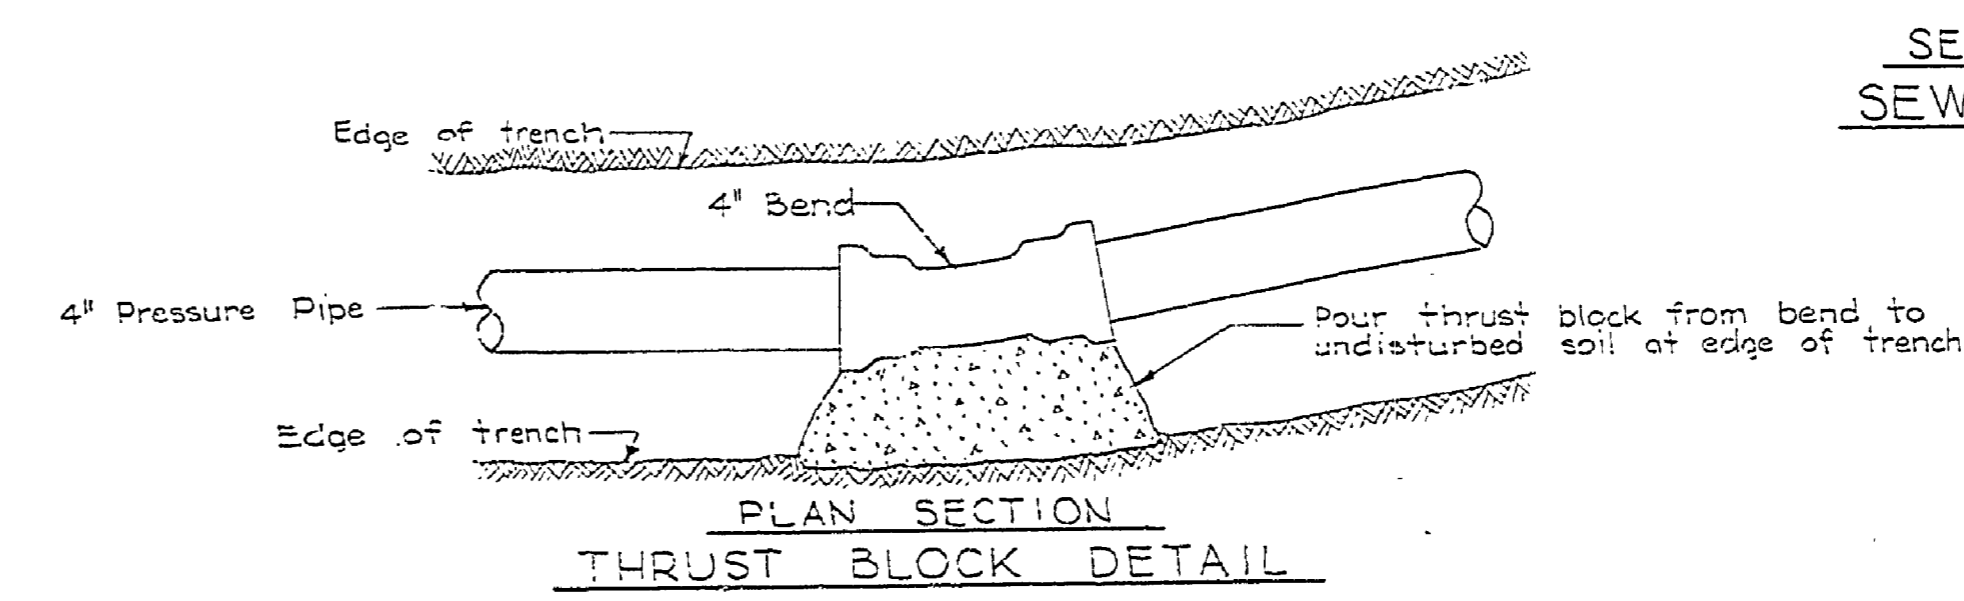 SE
SEW
Edge of trench
4" Bend
4" Pressure Pipe
Pour thrust block from bend to
undisturbed soil at edge of trench
Edge of trench
PLAN SECTION
THRUST BLOCK DETAIL